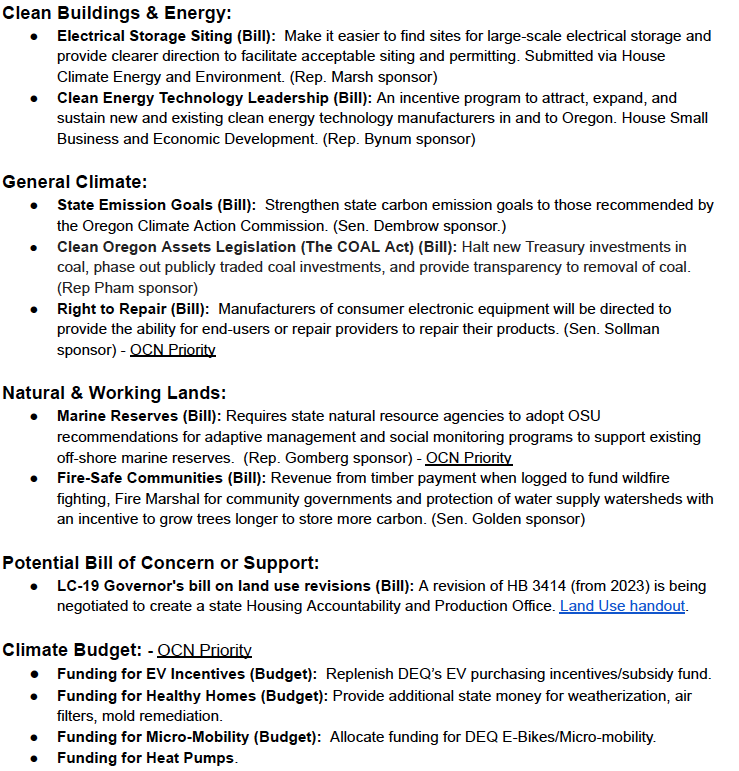 Clean Buildings & Energy:
● Electrical Storage Siting (Bill):  Make it easier to find sites for large-scale electrical storage and
provide clearer direction to facilitate acceptable siting and permitting. Submitted via House
Climate Energy and Environment. (Rep. Marsh sponsor)
● Clean Energy Technology Leadership (Bill): An incentive program to attract, expand, and
sustain new and existing clean energy technology manufacturers in and to Oregon. House Small
Business and Economic Development. (Rep. Bynum sponsor)
General Climate:
● State Emission Goals (Bill):  Strengthen state carbon emission goals to those recommended by
the Oregon Climate Action Commission. (Sen. Dembrow sponsor.)
● Clean Oregon Assets Legislation (The COAL Act) (Bill): Halt new Treasury investments in
coal, phase out publicly traded coal investments, and provide transparency to removal of coal.
(Rep Pham sponsor)
● Right to Repair (Bill):  Manufacturers of consumer electronic equipment will be directed to
provide the ability for end-users or repair providers to repair their products. (Sen. Sollman
sponsor) - OCN Priority
Natural & Working Lands:
● Marine Reserves (Bill): Requires state natural resource agencies to adopt OSU
recommendations for adaptive management and social monitoring programs to support existing
off-shore marine reserves.  (Rep. Gomberg sponsor) - OCN Priority
● Fire-Safe Communities (Bill): Revenue from timber payment when logged to fund wildfire
fighting, Fire Marshal for community governments and protection of water supply watersheds with
an incentive to grow trees longer to store more carbon. (Sen. Golden sponsor)
Potential Bill of Concern or Support:
● LC-19 Governor's bill on land use revisions (Bill): A revision of HB 3414 (from 2023) is being
negotiated to create a state Housing Accountability and Production Office. Land Use handout.
Climate Budget: - OCN Priority
● Funding for EV Incentives (Budget):  Replenish DEQ’s EV purchasing incentives/subsidy fund.
● Funding for Healthy Homes (Budget): Provide additional state money for weatherization, air
filters, mold remediation.
● Funding for Micro-Mobility (Budget):  Allocate funding for DEQ E-Bikes/Micro-mobility.
● Funding for Heat Pumps.